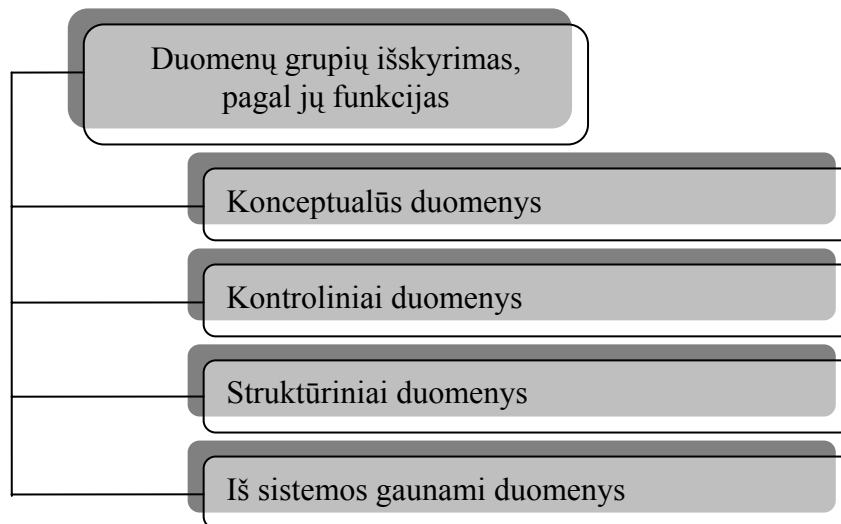 Duomenų grupių išskyrimas,
pagal jų funkcijas
Konceptualūs duomenys
Kontroliniai duomenys
Struktūriniai duomenys
Iš sistemos gaunami duomenys